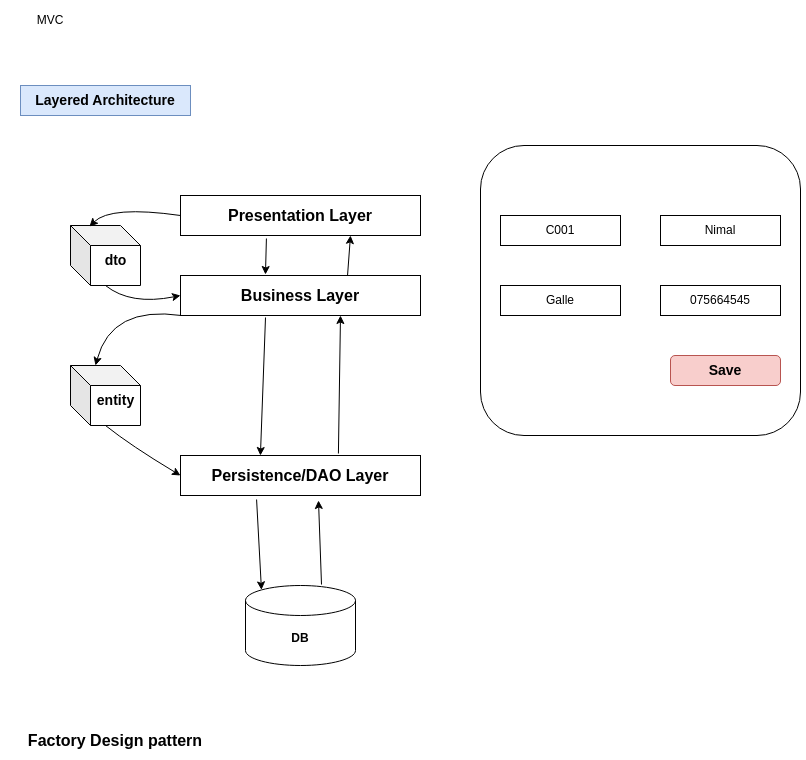 MVC
Layered Architecture
Presentation Layer
dto
Business Layer
entity
Persistence/DAO Layer
DB
C001
Nimal
Galle
075664545
Save
Factory Design pattern